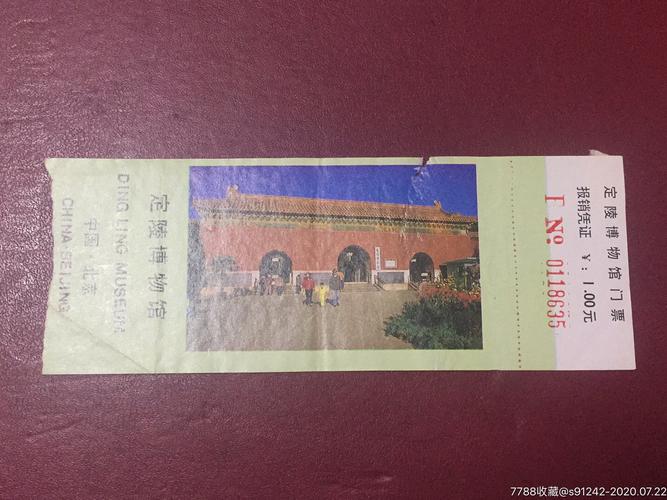 定陵博物馆
DING LING MUSEUM
中国 北京
CHINA BEIJING
定陵博物馆门票
报销凭证 ￥：1.00元
No 0118635
7788收藏@s91242-2020.07.22